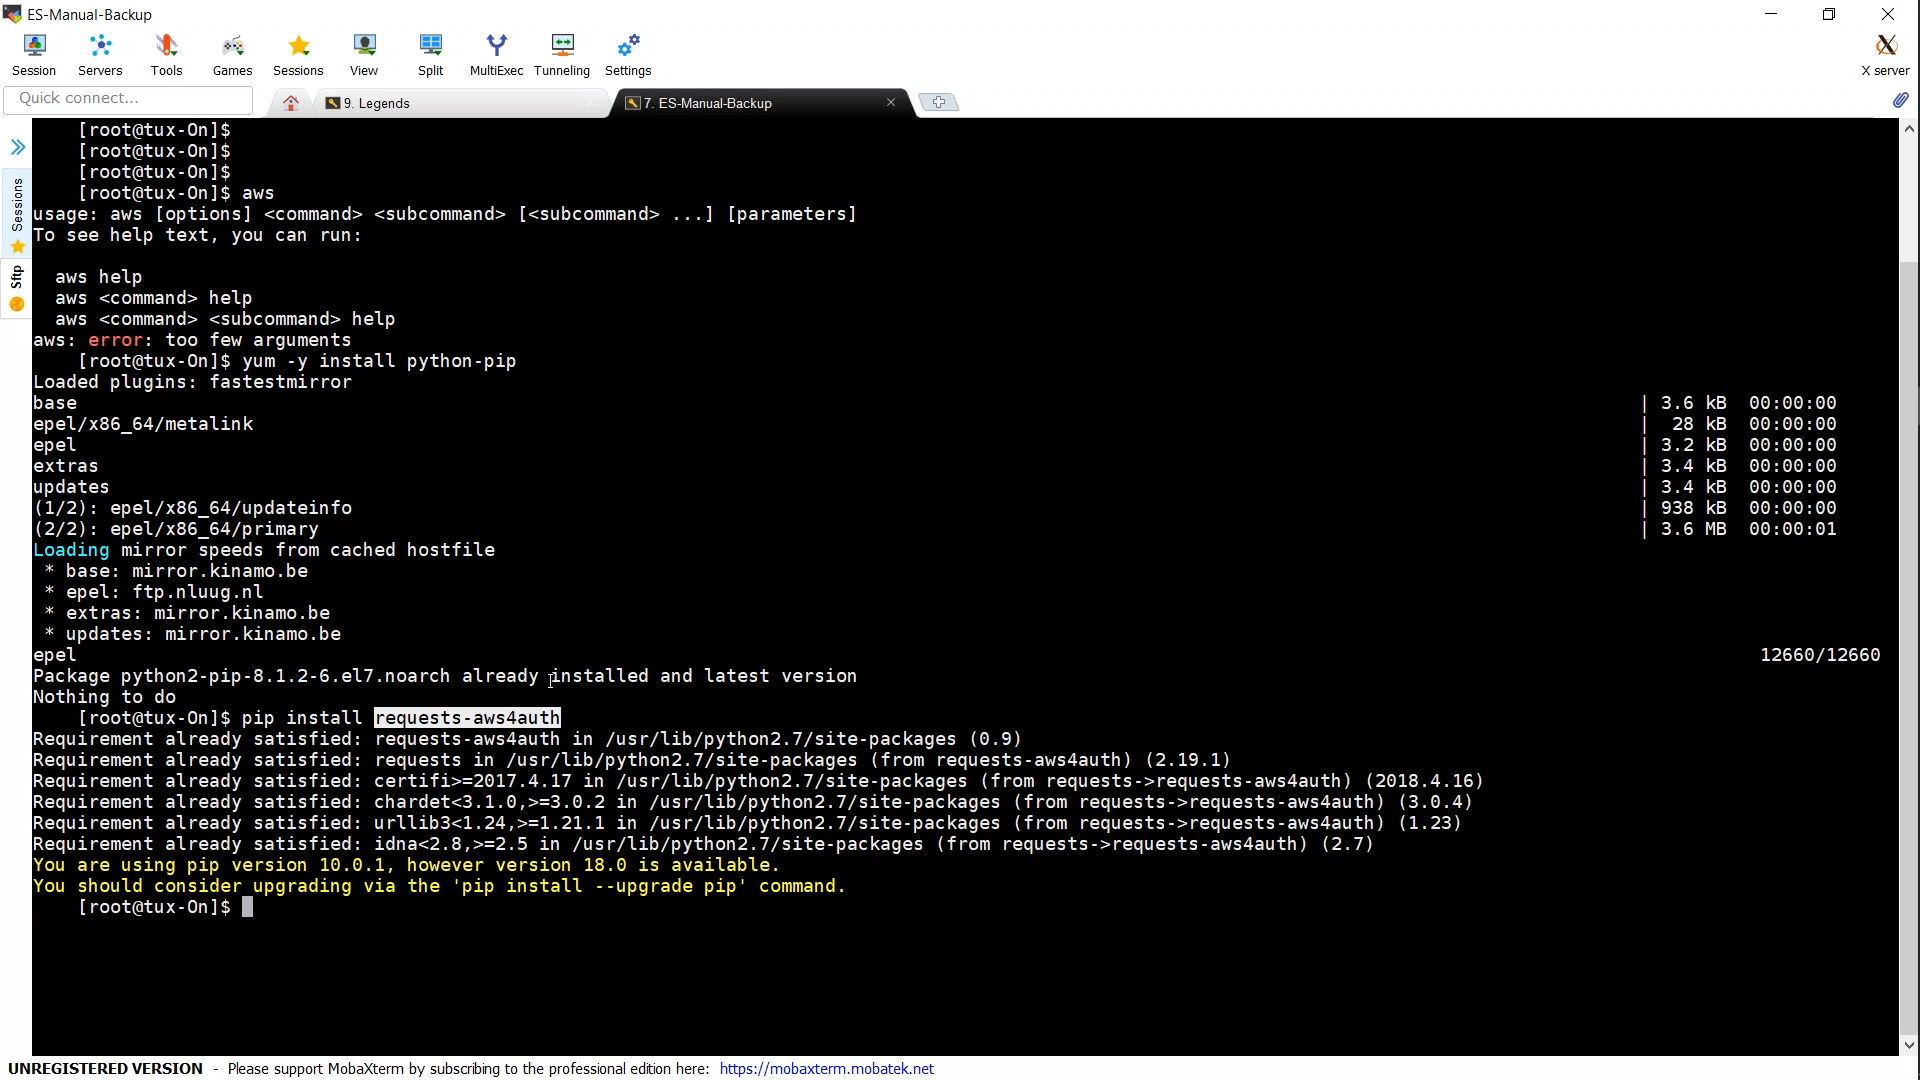 ES-Manual-Backup
Session Servers Tools Games Sessions View Split MultiExec Tunneling Settings X server
Quick connect... 9. Legends 7. ES-Manual-Backup
Sessions
Sftp
[root@tux-On]$
[root@tux-On]$
[root@tux-On]$
[root@tux-On]$ aws
usage: aws [options] <command> <subcommand> [<subcommand> ...] [parameters]
To see help text, you can run:
aws help
aws <command> help
aws <command> <subcommand> help
aws: error: too few arguments
[root@tux-On]$ yum -y install python-pip
Loaded plugins: fastestmirror
base | 3.6 kB 00:00:00
epel/x86_64/metalink | 28 kB 00:00:00
epel | 3.2 kB 00:00:00
extras | 3.4 kB 00:00:00
updates | 3.4 kB 00:00:00
(1/2): epel/x86_64/updateinfo | 938 kB 00:00:00
(2/2): epel/x86_64/primary | 3.6 MB 00:00:01
Loading mirror speeds from cached hostfile
* base: mirror.kinamo.be
* epel: ftp.nluug.nl
* extras: mirror.kinamo.be
* updates: mirror.kinamo.be
epel 12660/12660
Package python2-pip-8.1.2-6.el7.noarch already installed and latest version
Nothing to do
[root@tux-On]$ pip install requests-aws4auth
Requirement already satisfied: requests-aws4auth in /usr/lib/python2.7/site-packages (0.9)
Requirement already satisfied: requests in /usr/lib/python2.7/site-packages (from requests-aws4auth) (2.19.1)
Requirement already satisfied: certifi>=2017.4.17 in /usr/lib/python2.7/site-packages (from requests->requests-aws4auth) (2018.4.16)
Requirement already satisfied: chardet<3.1.0,>=3.0.2 in /usr/lib/python2.7/site-packages (from requests->requests-aws4auth) (3.0.4)
Requirement already satisfied: urllib3<1.24,>=1.21.1 in /usr/lib/python2.7/site-packages (from requests->requests-aws4auth) (1.23)
Requirement already satisfied: idna<2.8,>=2.5 in /usr/lib/python2.7/site-packages (from requests->requests-aws4auth) (2.7)
You are using pip version 10.0.1, however version 18.0 is available.
You should consider upgrading via the 'pip install --upgrade pip' command.
[root@tux-On]$
UNREGISTERED VERSION - Please support MobaXterm by subscribing to the professional edition here: https://mobaxterm.mobatek.net